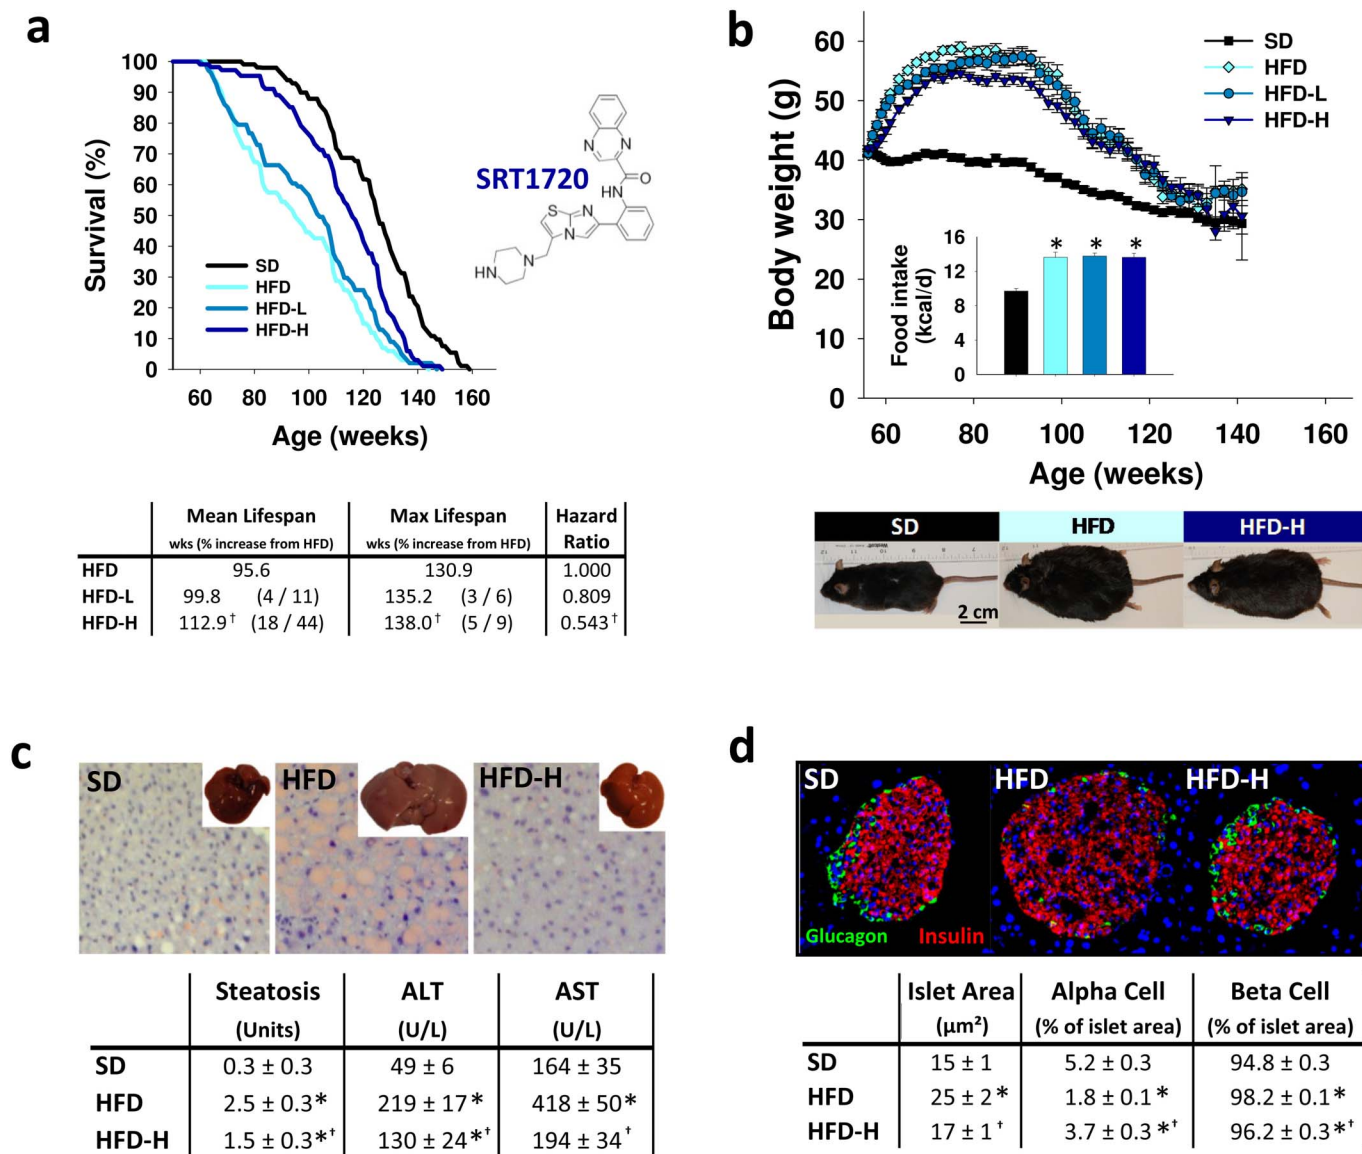 a
Survival (%)
100
90
80
70
60
50
40
30
20
10
0
60 80 100 120 140 160
Age (weeks)
SD
HFD
HFD-L
HFD-H
SRT1720
N
N
O
HN
S
N
N
N
HN
Mean Lifespan Max Lifespan Hazard
wks (% increase from HFD) wks (% increase from HFD) Ratio
HFD 95.6 130.9 1.000
HFD-L 99.8 (4 / 11) 135.2 (3 / 6) 0.809
HFD-H 112.9† (18 / 44) 138.0† (5 / 9) 0.543†
b
Body weight (g)
60
50
40
30
20
10
0
60 80 100 120 140 160
Age (weeks)
SD
HFD
HFD-L
HFD-H
Food intake
(kcal/d)
16
12
8
4
0
* * *
SD HFD HFD-H
12 11 10 9 8 7
2 cm
c
SD HFD HFD-H
Steatosis ALT AST
(Units) (U/L) (U/L)
SD 0.3 ± 0.3 49 ± 6 164 ± 35
HFD 2.5 ± 0.3* 219 ± 17* 418 ± 50*
HFD-H 1.5 ± 0.3*† 130 ± 24*† 194 ± 34†
d
SD HFD HFD-H
Glucagon Insulin
Islet Area Alpha Cell Beta Cell
(µm²) (% of islet area) (% of islet area)
SD 15 ± 1 5.2 ± 0.3 94.8 ± 0.3
HFD 25 ± 2* 1.8 ± 0.1* 98.2 ± 0.1*
HFD-H 17 ± 1† 3.7 ± 0.3*† 96.2 ± 0.3*†